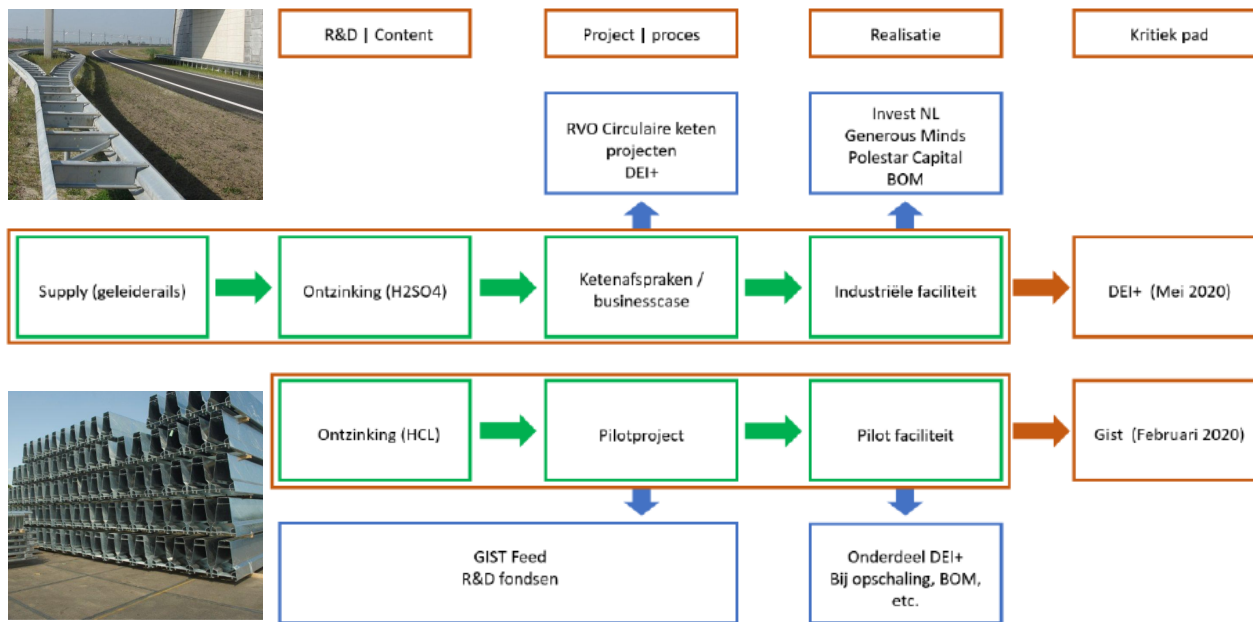 R&D | Content
Project | proces
Realisatie
Kritiek pad
RVO Circulaire keten
projecten
DEI+
Invest NL
Generous Minds
Polestar Capital
BOM
Supply (geleiderails)
Ontzinking (H2SO4)
Ketenafspraken /
businesscase
Industriële faciliteit
DEI+ (Mei 2020)
Ontzinking (HCL)
Pilotproject
Pilot faciliteit
Gist (Februari 2020)
GIST Feed
R&D fondsen
Onderdeel DEI+
Bij opschaling, BOM,
etc.